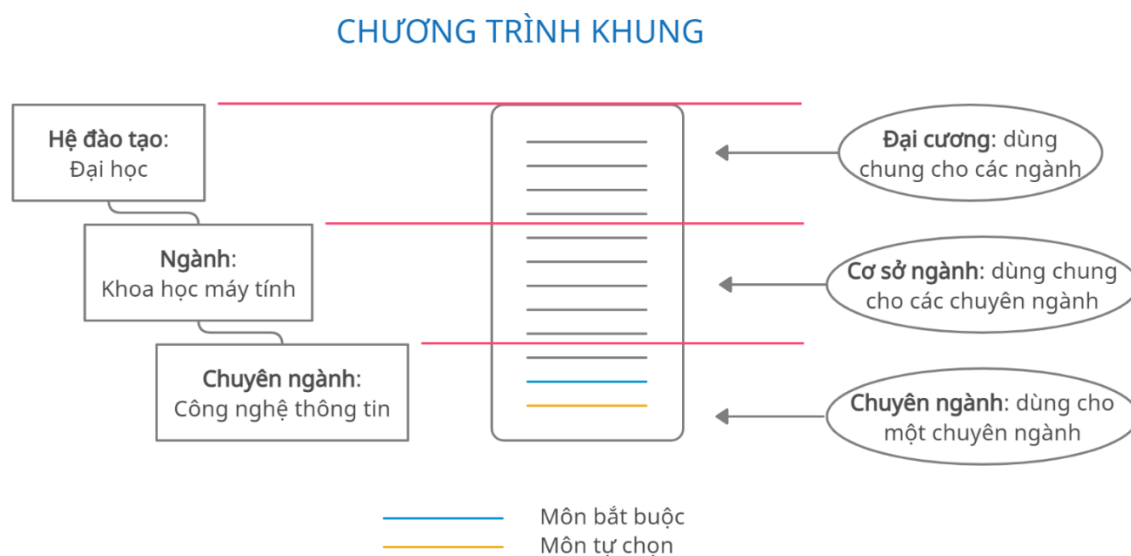 CHƯƠNG TRÌNH KHUNG
Hệ đào tạo:
Đại học
Ngành:
Khoa học máy tính
Chuyên ngành:
Công nghệ thông tin
Đại cương: dùng
chung cho các ngành
Cơ sở ngành: dùng chung
cho các chuyên ngành
Chuyên ngành: dùng cho
một chuyên ngành
Môn bắt buộc
Môn tự chọn